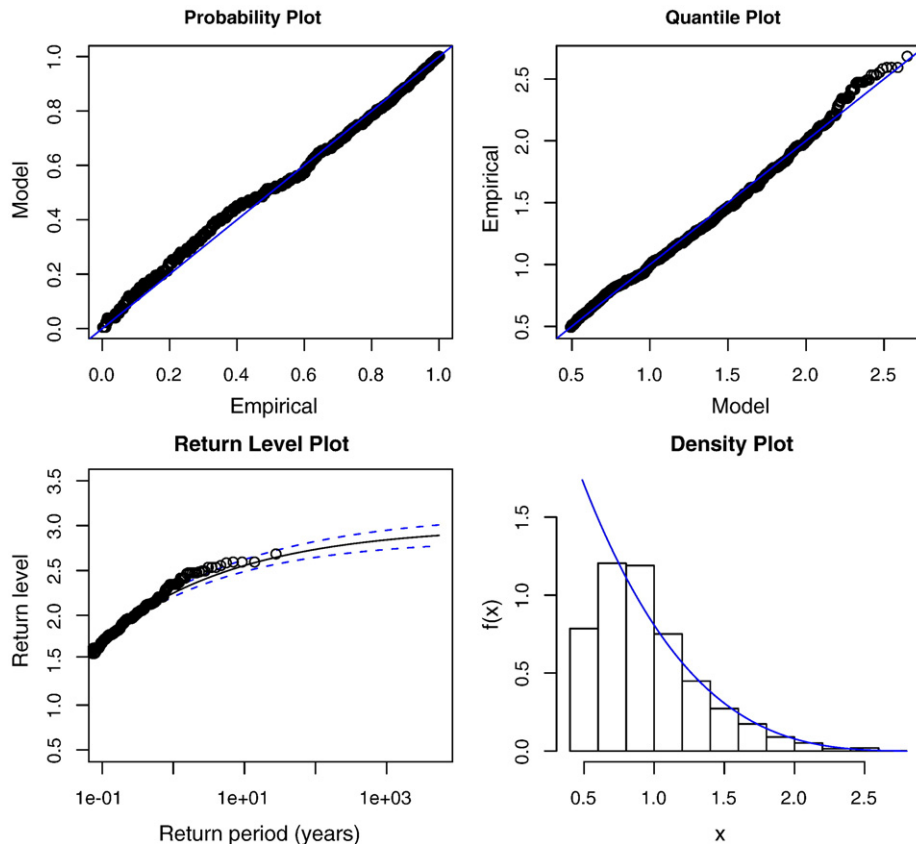 Probability Plot
Model
0.0 0.2 0.4 0.6 0.8 1.0
0.0 0.2 0.4 0.6 0.8 1.0
Empirical
Quantile Plot
Empirical
0.5 1.0 1.5 2.0 2.5
0.5 1.0 1.5 2.0 2.5
Model
Return Level Plot
Return level
0.5 1.0 1.5 2.0 2.5 3.0 3.5
1e-01 1e+01 1e+03
Return period (years)
Density Plot
f(x)
0.0 0.5 1.0 1.5
0.5 1.0 1.5 2.0 2.5
x